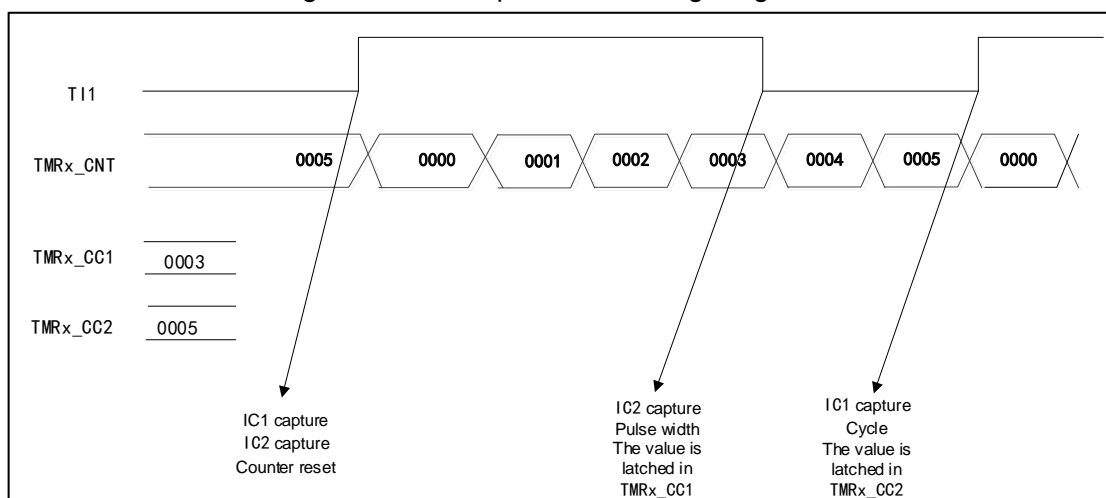 TI1
TMRx_CNT
0005 0000 0001 0002 0003 0004 0005 0000
TMRx_CC1
0003
TMRx_CC2
0005
IC1 capture
IC2 capture
Counter reset
IC2 capture
Pulse width
The value is
latched in
TMRx_CC1
IC1 capture
Cycle
The value is
latched in
TMRx_CC2